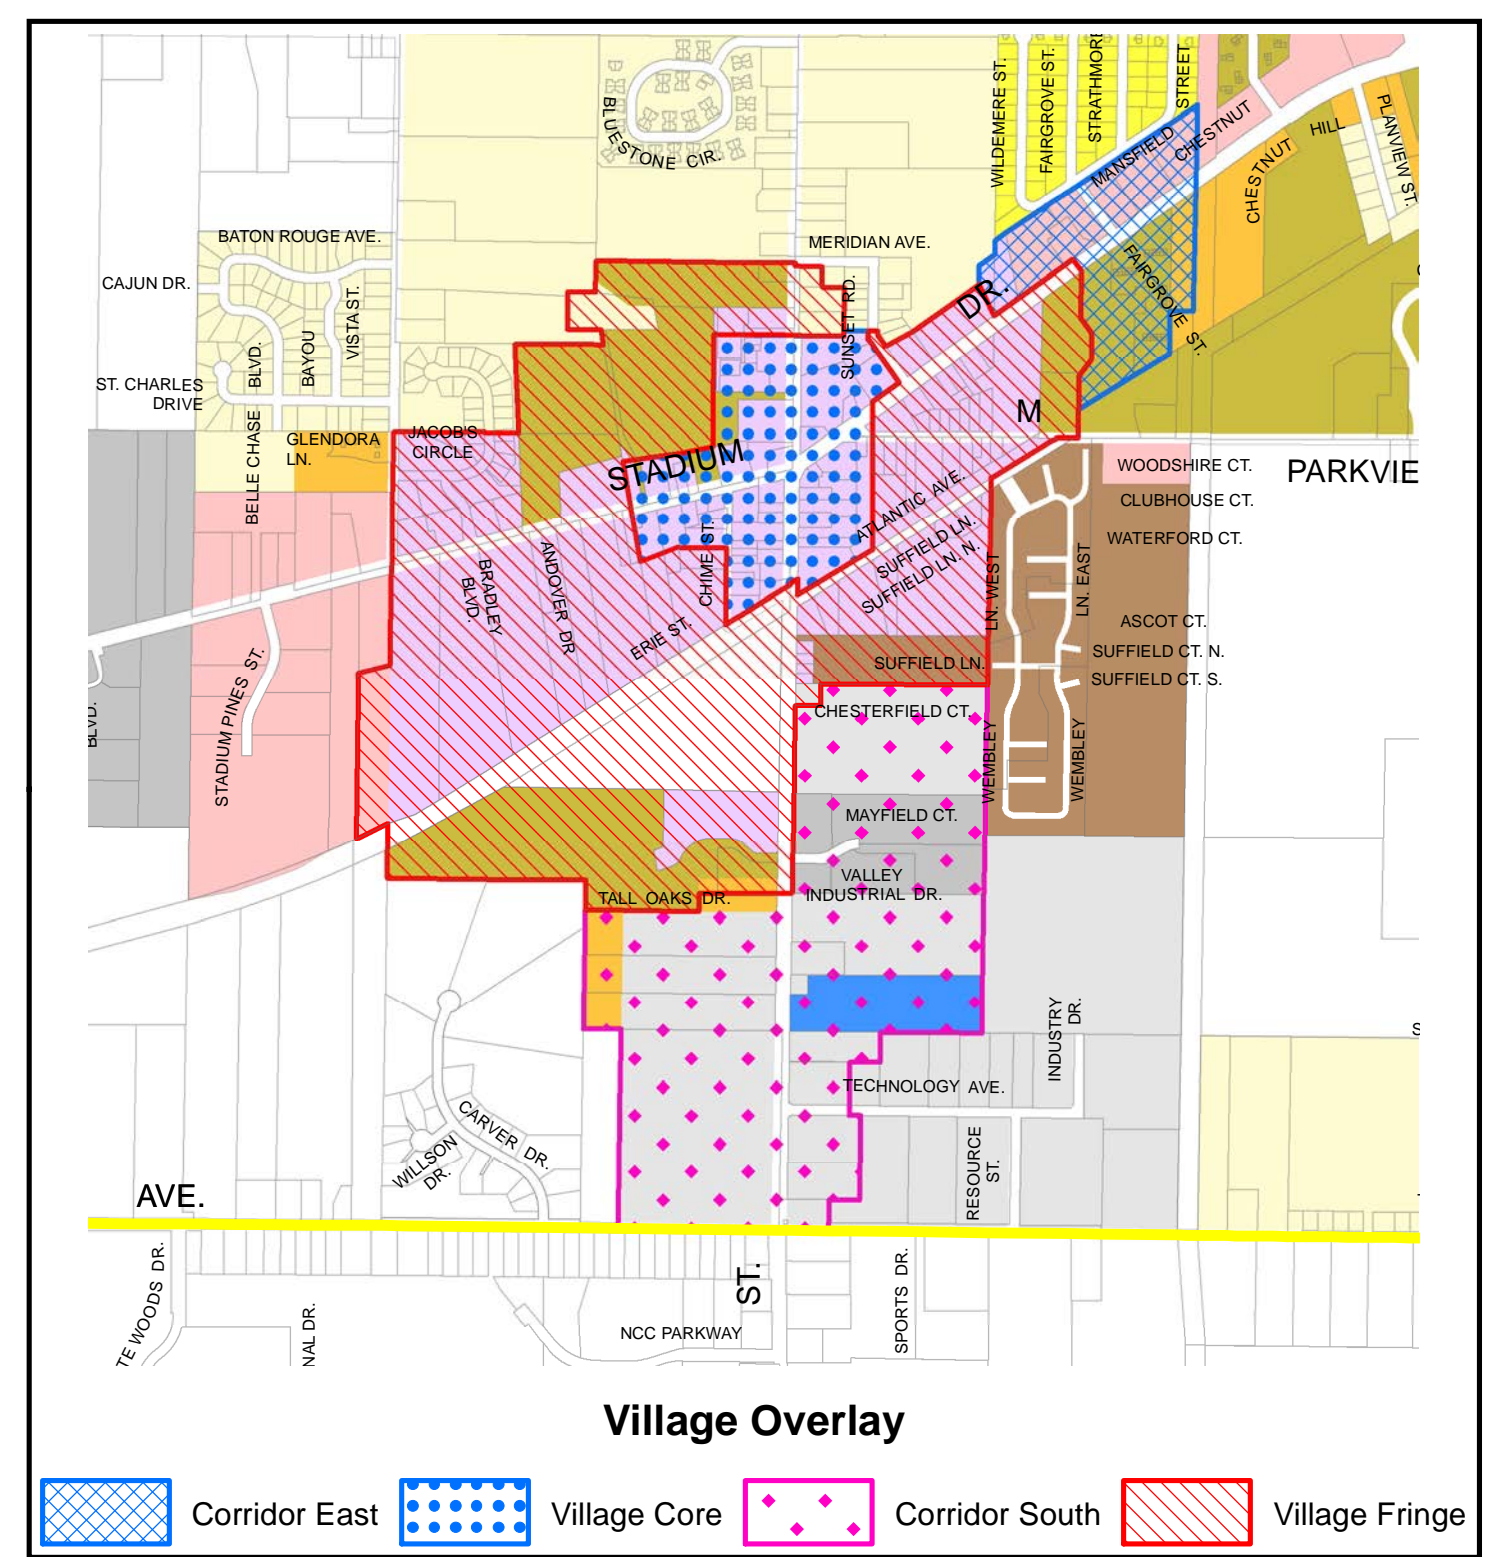 WILDEMERE ST.
FAIRGROVE ST.
STRATHMORE
STREET
BLUESTONE CIR.
MANSFIELD
CHESTNUT
CHESTNUT
HILL
PLAINVIEW ST.
BATON ROUGE AVE.
MERIDIAN AVE.
CAJUN DR.
VISTA ST.
BAYOU
BLVD.
SUNSET RD.
DR.
FAIRGROVE ST.
ST. CHARLES
DRIVE
BELLE CHASE
GLENDORA
LN.
JACOB'S
CIRCLE
STADIUM
M
WOODSHIRE CT.
PARKVIE
CLUBHOUSE CT.
ATLANTIC AVE.
WATERFORD CT.
SUFFIELD LN.
SUFFIELD LN. N.
CHIME ST.
ANDOVER DR
BRADLEY
BLVD.
ERIE ST.
LN. WEST
LN. EAST
ASCOT CT.
SUFFIELD CT. N.
SUFFIELD LN.
SUFFIELD CT. S.
STADIUM PINES ST.
BLVD.
CHESTERFIELD CT.
WEMBLEY
WEMBLEY
MAYFIELD CT.
VALLEY
INDUSTRIAL DR.
TALL OAKS DR.
INDUSTRY
DR.
TECHNOLOGY AVE.
CARVER DR.
WILLSON
DR.
RESOURCE
ST.
AVE.
TE WOODS DR.
NAL DR.
ST.
NCC PARKWAY
SPORTS DR.
Village Overlay
Corridor East
Village Core
Corridor South
Village Fringe